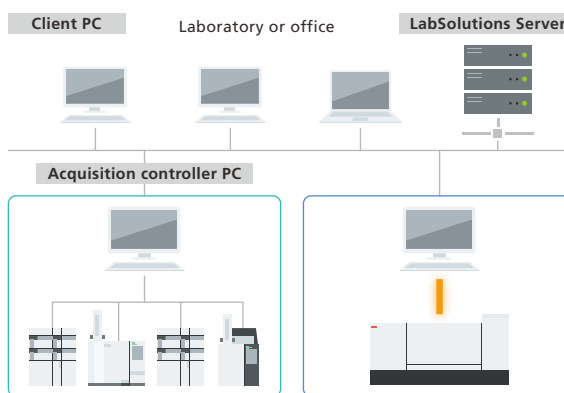 Client PC
Laboratory or office
LabSolutions Server
Acquisition controller PC